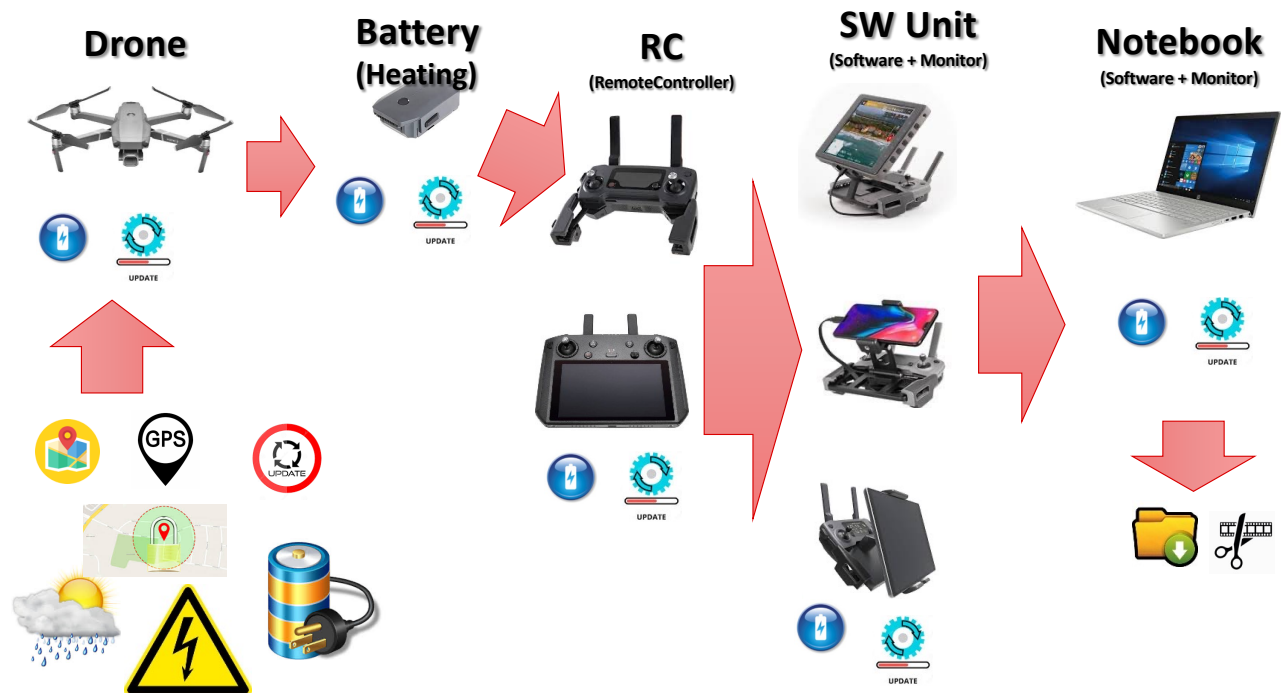 Drone
Battery
(Heating)
RC
(RemoteController)
SW Unit
(Software + Monitor)
Notebook
(Software + Monitor)
UPDATE
UPDATE
UPDATE
UPDATE
UPDATE
GPS
UPDATE